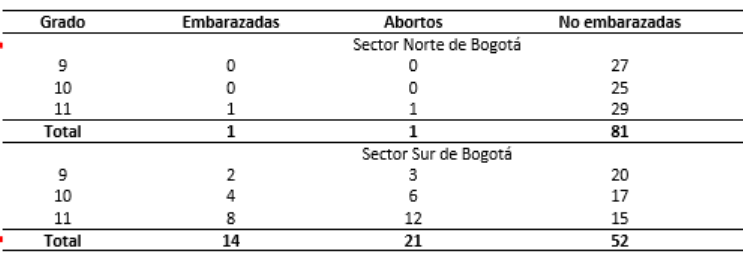 Grado Embarazadas Abortos No embarazadas
Sector Norte de Bogotá
9 0 0 27
10 0 0 25
11 1 1 29
Total 1 1 81
Sector Sur de Bogotá
9 2 3 20
10 4 6 17
11 8 12 15
Total 14 21 52